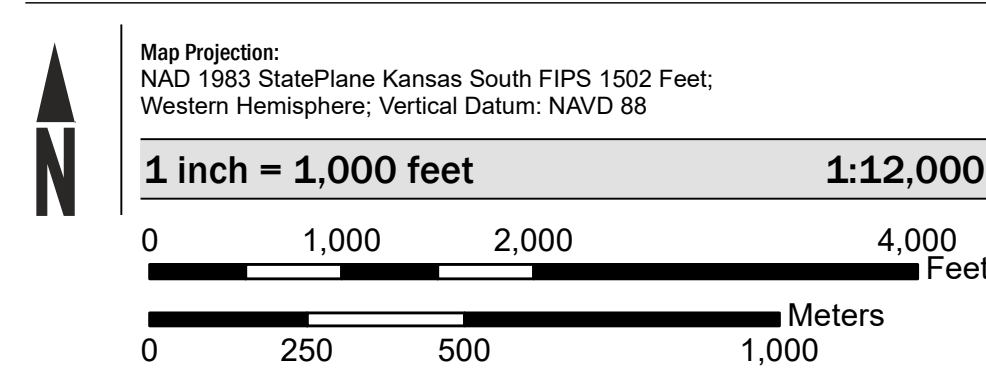 Map Projection:
NAD 1983 StatePlane Kansas South FIPS 1502 Feet;
Western Hemisphere; Vertical Datum: NAVD 88
N
1 inch = 1,000 feet 1:12,000
0 1,000 2,000 4,000
Feet
Meters
0 250 500 1,000